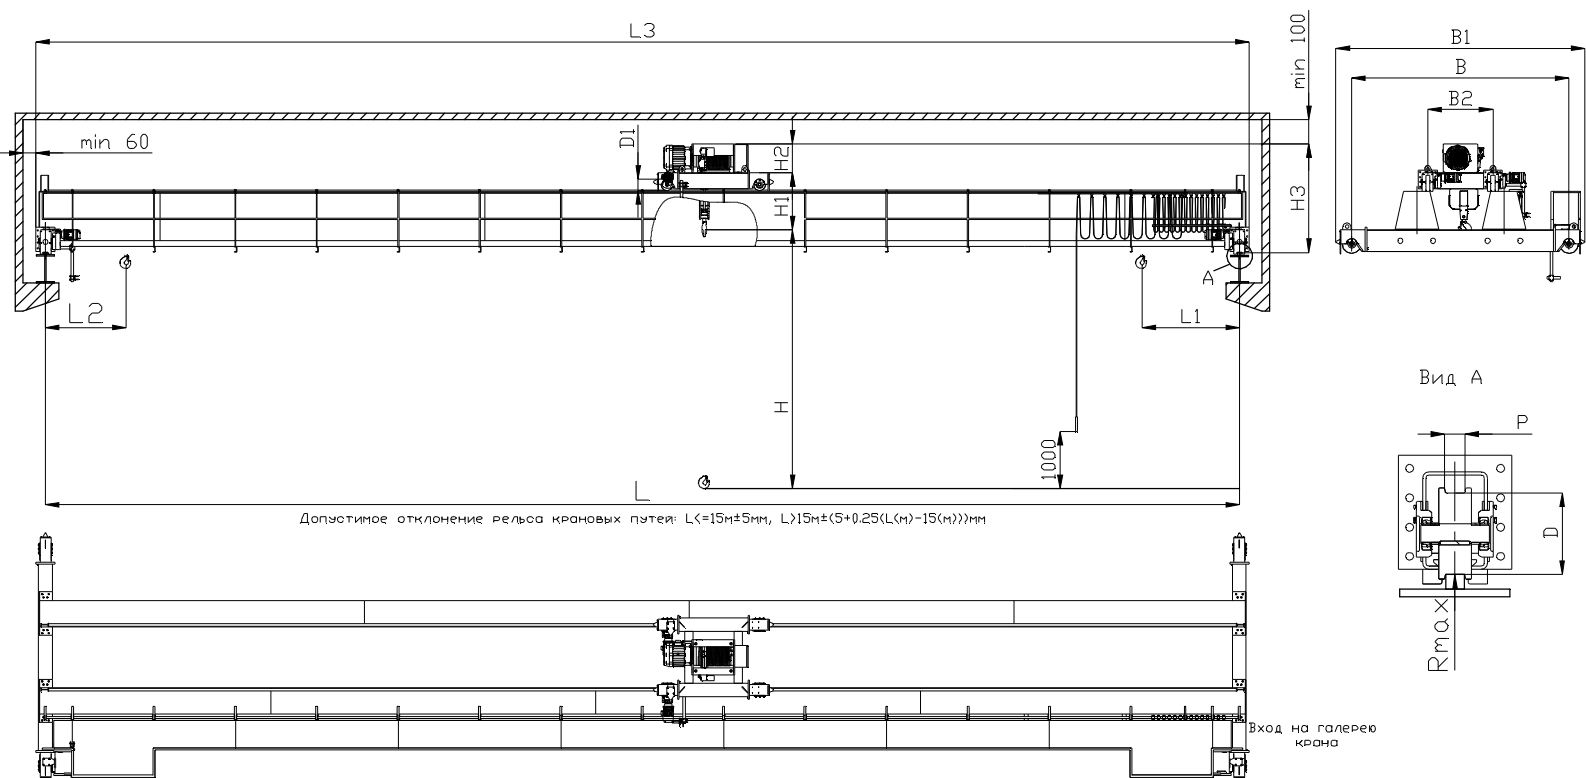 L3
min 100
B1
B
B2
min 60
D1
H2
H1
H3
A
L2
L1
Вид А
H
P
1000
L
D
Допустимое отклонение рельса крановых путей: L<=15м±5мм, L>15м±(5+0.25(L(м)-15(м)))мм
Rmax
Вход на галерею
крана